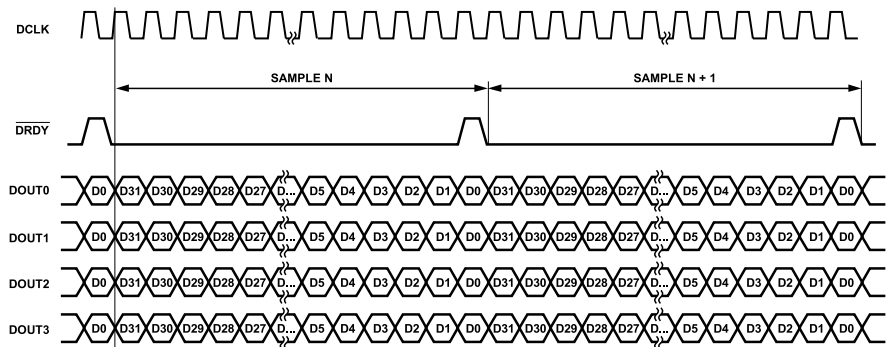 DCLK
SAMPLE N SAMPLE N + 1
DRDY
DOUT0 D0 D31 D30 D29 D28 D27 D... D5 D4 D3 D2 D1 D0 D31 D30 D29 D28 D27 D... D5 D4 D3 D2 D1 D0
DOUT1 D0 D31 D30 D29 D28 D27 D... D5 D4 D3 D2 D1 D0 D31 D30 D29 D28 D27 D... D5 D4 D3 D2 D1 D0
DOUT2 D0 D31 D30 D29 D28 D27 D... D5 D4 D3 D2 D1 D0 D31 D30 D29 D28 D27 D... D5 D4 D3 D2 D1 D0
DOUT3 D0 D31 D30 D29 D28 D27 D... D5 D4 D3 D2 D1 D0 D31 D30 D29 D28 D27 D... D5 D4 D3 D2 D1 D0